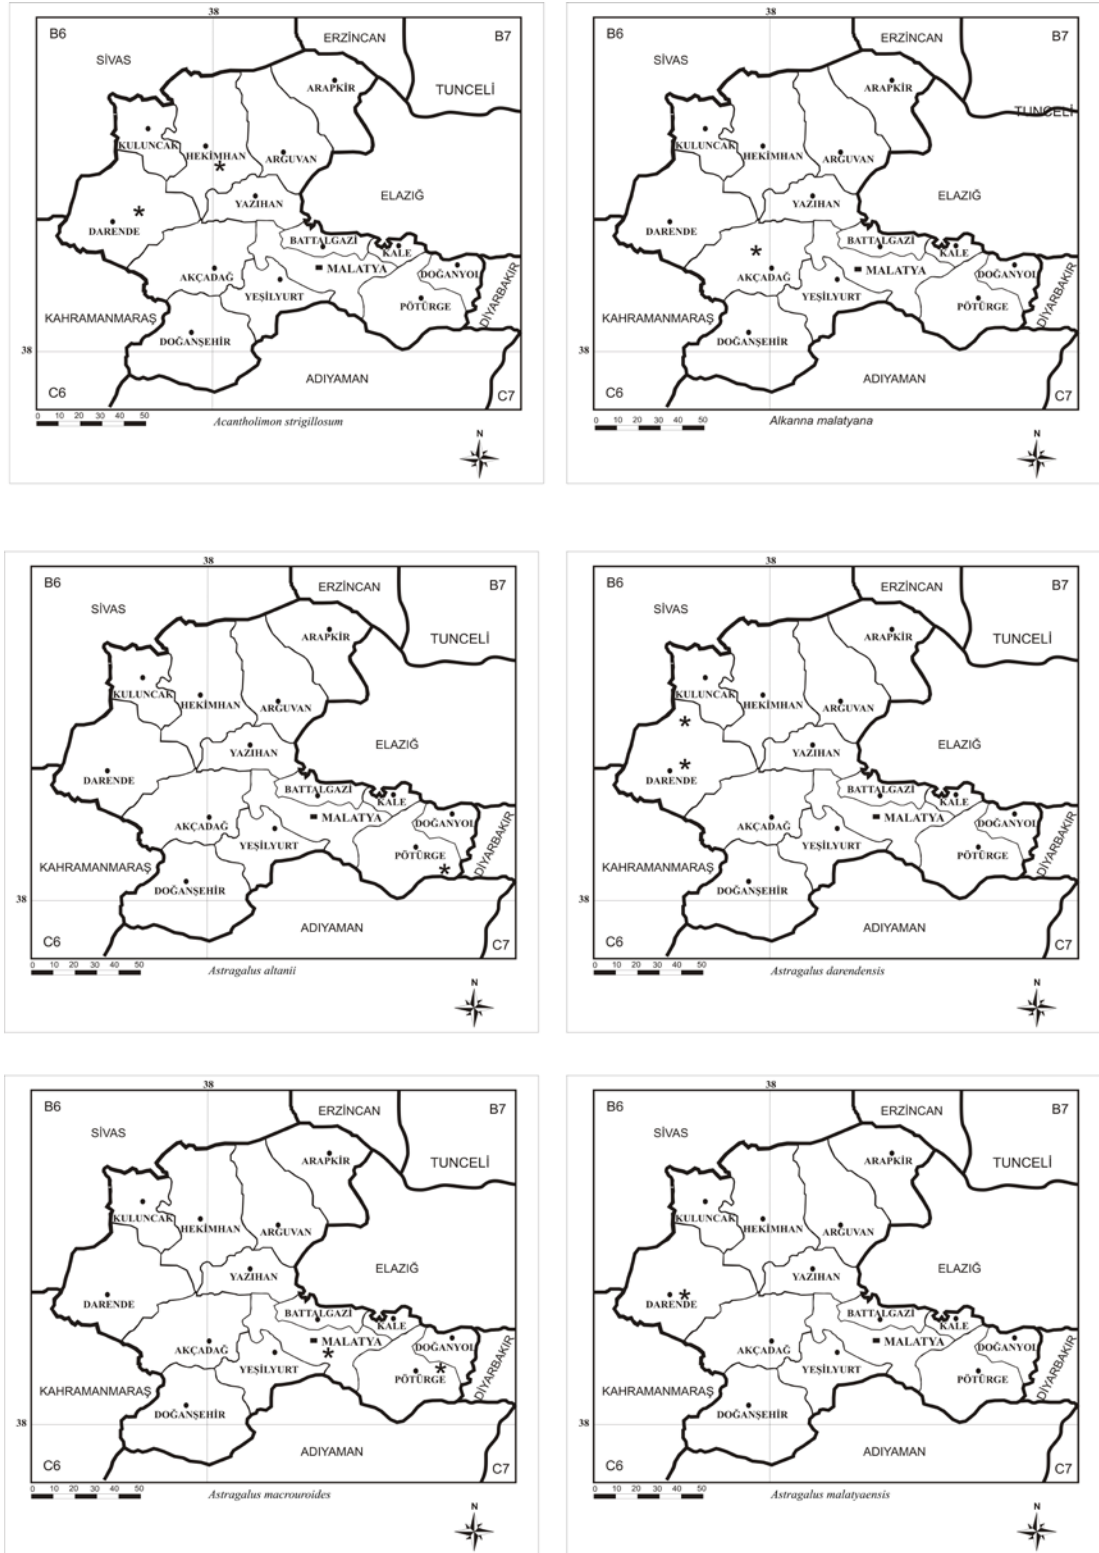 38
B6
ERZİNCAN
B7
SİVAS
ARAPKİR
TUNCELİ
KULUNCAK
HEKİMHAN
*
ARGUVAN
YAZIHAN
ELAZIĞ
*
DARENDE
BATTALGAZİ
KALE
AKÇADAĞ
MALATYA
DOĞANYOL
YEŞİLYURT
PÖTÜRGE
DİYARBAKIR
KAHRAMANMARAŞ
DOĞANŞEHİR
38
ADIYAMAN
C6
C7
0 10 20 30 40 50
Acantholimon strigillosum
N
38
B6
ERZİNCAN
B7
SİVAS
ARAPKİR
TUNCELİ
KULUNCAK
HEKİMHAN
ARGUVAN
YAZIHAN
ELAZIĞ
DARENDE
BATTALGAZİ
KALE
*
AKÇADAĞ
MALATYA
DOĞANYOL
YEŞİLYURT
PÖTÜRGE
DİYARBAKIR
KAHRAMANMARAŞ
DOĞANŞEHİR
38
ADIYAMAN
C6
C7
0 10 20 30 40 50
Alkanna malatyana
N
38
B6
ERZİNCAN
B7
SİVAS
ARAPKİR
TUNCELİ
KULUNCAK
HEKİMHAN
ARGUVAN
YAZIHAN
ELAZIĞ
DARENDE
BATTALGAZİ
KALE
AKÇADAĞ
MALATYA
DOĞANYOL
YEŞİLYURT
PÖTÜRGE
*
DİYARBAKIR
KAHRAMANMARAŞ
DOĞANŞEHİR
38
ADIYAMAN
C6
C7
0 10 20 30 40 50
Astragalus altanii
N
38
B6
ERZİNCAN
B7
SİVAS
ARAPKİR
TUNCELİ
KULUNCAK
HEKİMHAN
ARGUVAN
*
YAZIHAN
ELAZIĞ
*
DARENDE
BATTALGAZİ
KALE
AKÇADAĞ
MALATYA
DOĞANYOL
YEŞİLYURT
PÖTÜRGE
DİYARBAKIR
KAHRAMANMARAŞ
DOĞANŞEHİR
38
ADIYAMAN
C6
C7
0 10 20 30 40 50
Astragalus darendensis
N
38
B6
ERZİNCAN
B7
SİVAS
ARAPKİR
TUNCELİ
KULUNCAK
HEKİMHAN
ARGUVAN
YAZIHAN
ELAZIĞ
DARENDE
BATTALGAZİ
KALE
AKÇADAĞ
MALATYA
*
DOĞANYOL
YEŞİLYURT
*
PÖTÜRGE
DİYARBAKIR
KAHRAMANMARAŞ
DOĞANŞEHİR
38
ADIYAMAN
C6
C7
0 10 20 30 40 50
Astragalus macrouroides
N
38
B6
ERZİNCAN
B7
SİVAS
ARAPKİR
TUNCELİ
KULUNCAK
HEKİMHAN
ARGUVAN
YAZIHAN
ELAZIĞ
DARENDE *
BATTALGAZİ
KALE
AKÇADAĞ
MALATYA
DOĞANYOL
YEŞİLYURT
PÖTÜRGE
DİYARBAKIR
KAHRAMANMARAŞ
DOĞANŞEHİR
38
ADIYAMAN
C6
C7
0 10 20 30 40 50
Astragalus malatyaensis
N